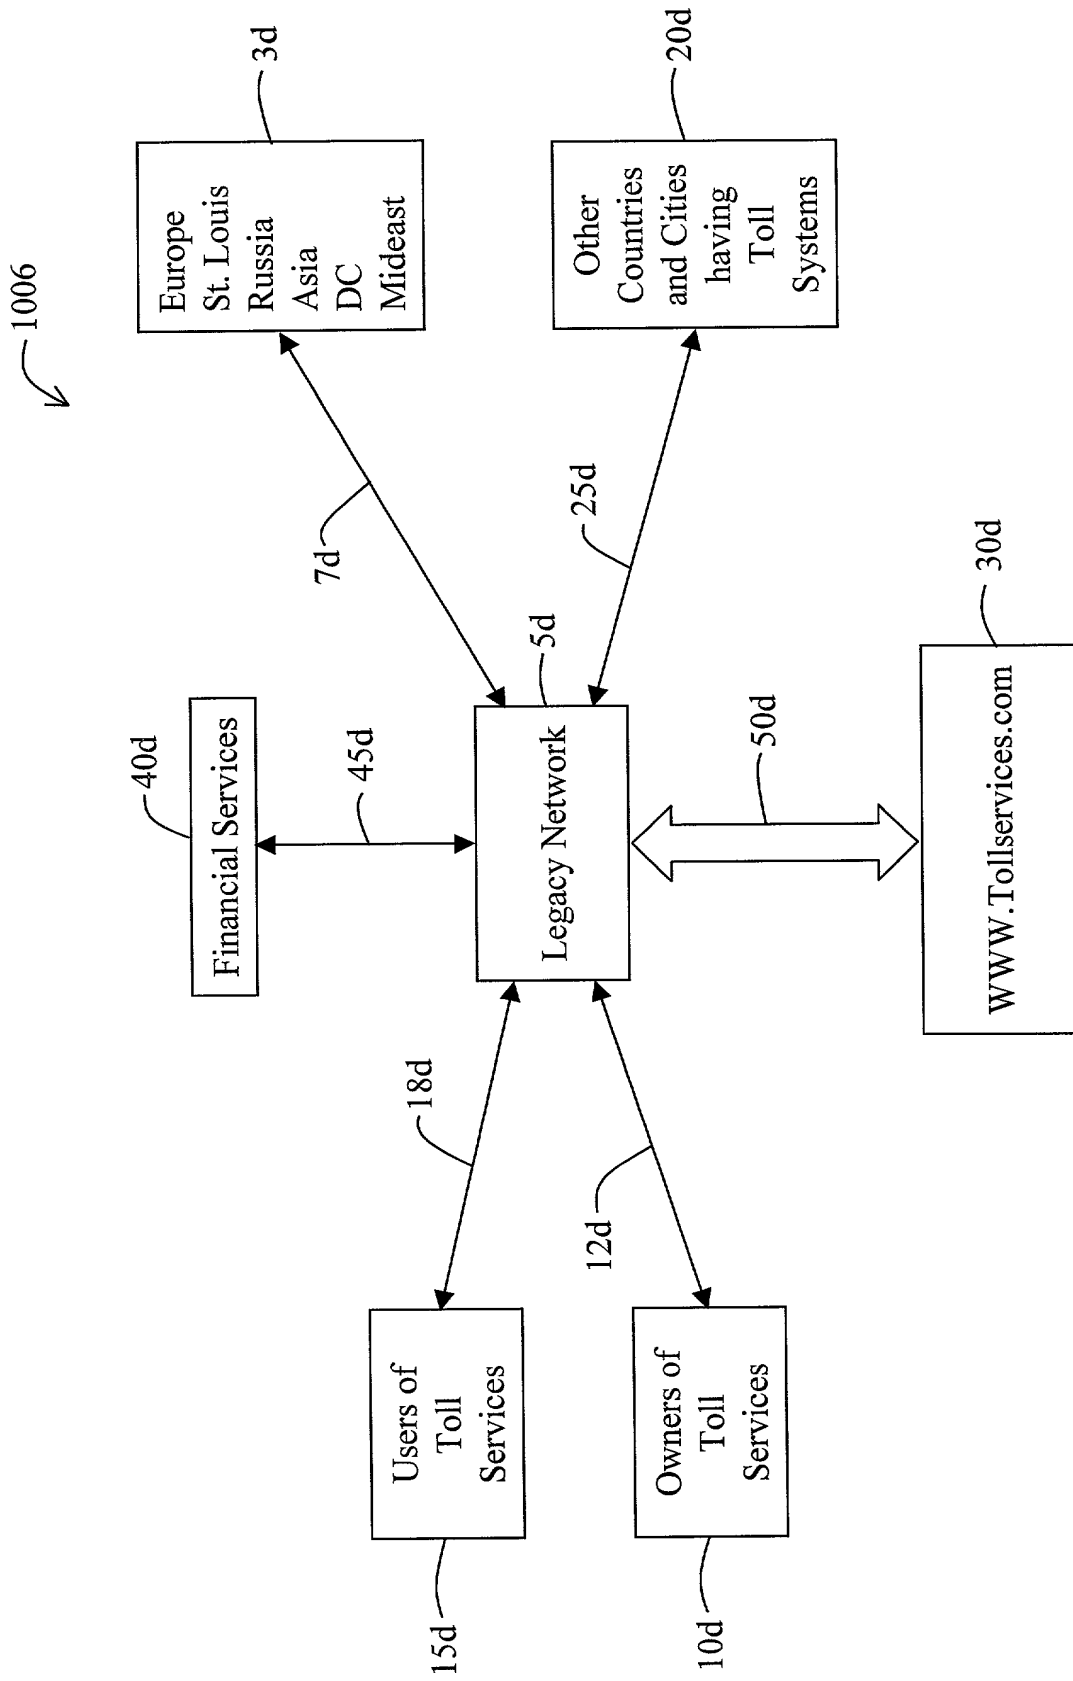 1006
40d
Financial Services
45d
15d
Users of
Toll
Services
18d
7d
Europe
St. Louis
Russia
Asia
DC
Mideast
3d
Legacy Network
5d
10d
Owners of
Toll
Services
12d
25d
Other
Countries
and Cities
having
Toll
Systems
20d
50d
WWW.Tollservices.com
30d